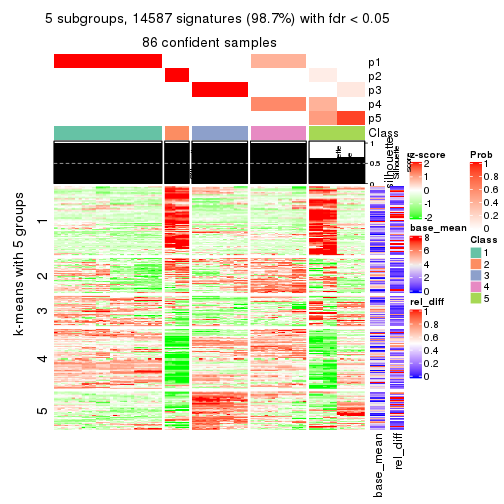 5 subgroups, 14587 signatures (98.7%) with fdr < 0.05
86 confident samples
p1
p2
p3
p4
p5
Class
1
0.5
0
silhouette
Silhouette
score
k-means with 5 groups
1
2
3
4
5
base_mean
rel_diff
z-score
2
1
0
-1
-2
base_mean
8
6
4
2
0
rel_diff
1
0.8
0.6
0.4
0.2
0
Prob
1
0.8
0.6
0.4
0.2
0
Class
1
2
3
4
5